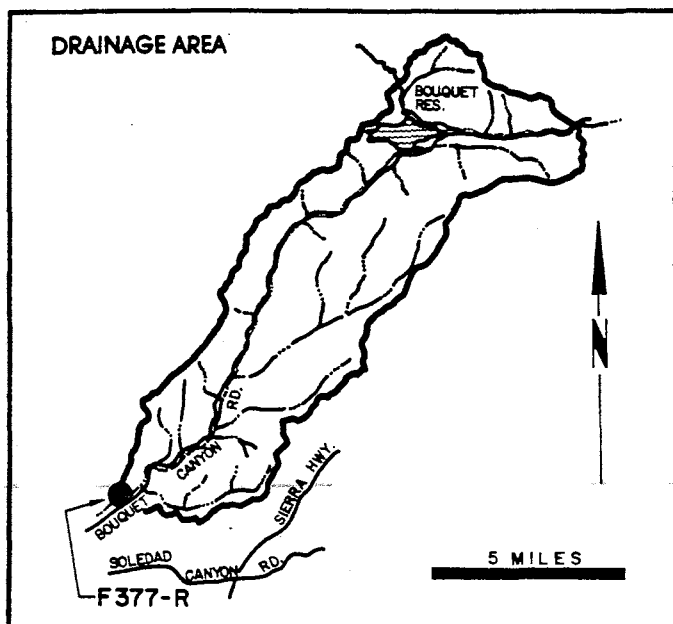 DRAINAGE AREA
BOUQUET
RES.
N
RD.
CANYON
BOUQUET
SIERRA HWY.
SOLEDAD
CANYON
RD.
5 MILES
F377-R